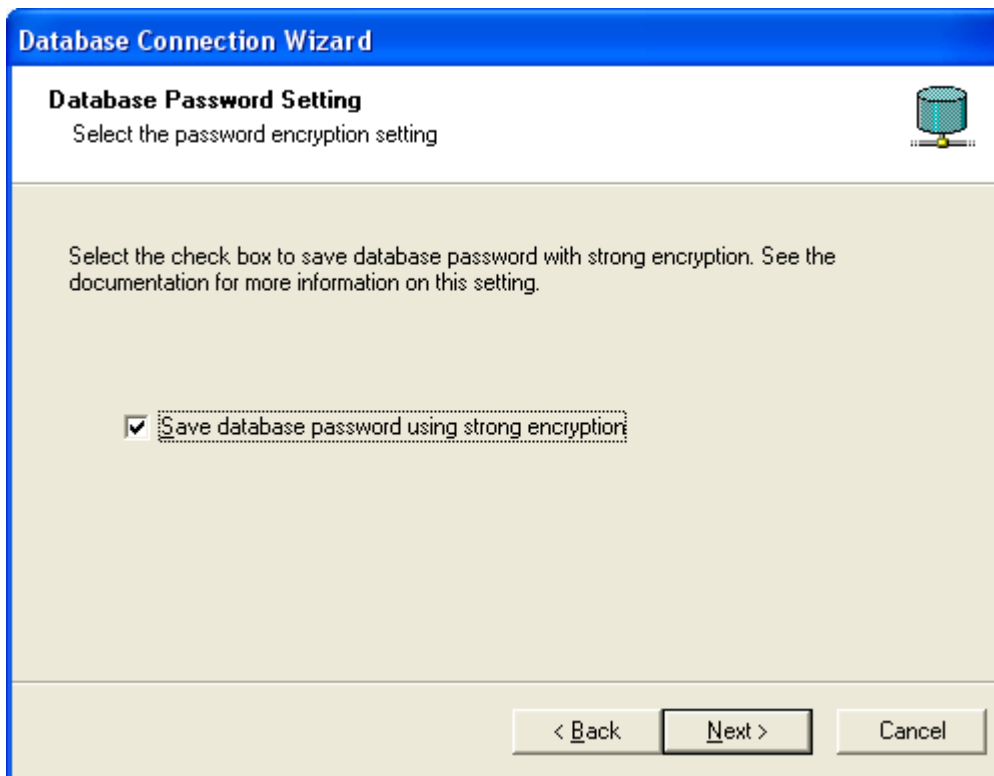 Database Connection Wizard
Database Password Setting
Select the password encryption setting
Select the check box to save database password with strong encryption. See the
documentation for more information on this setting.
Save database password using strong encryption
< Back
Next >
Cancel